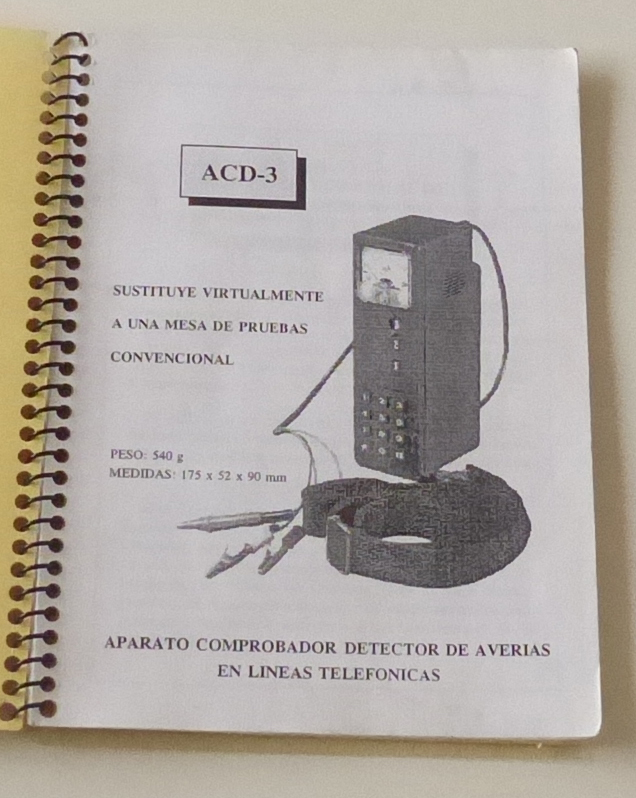 ACD-3
SUSTITUYE VIRTUALMENTE
A UNA MESA DE PRUEBAS
CONVENCIONAL
PESO: 540 g
MEDIDAS: 175 x 52 x 90 mm
APARATO COMPROBADOR DETECTOR DE AVERIAS
EN LINEAS TELEFONICAS